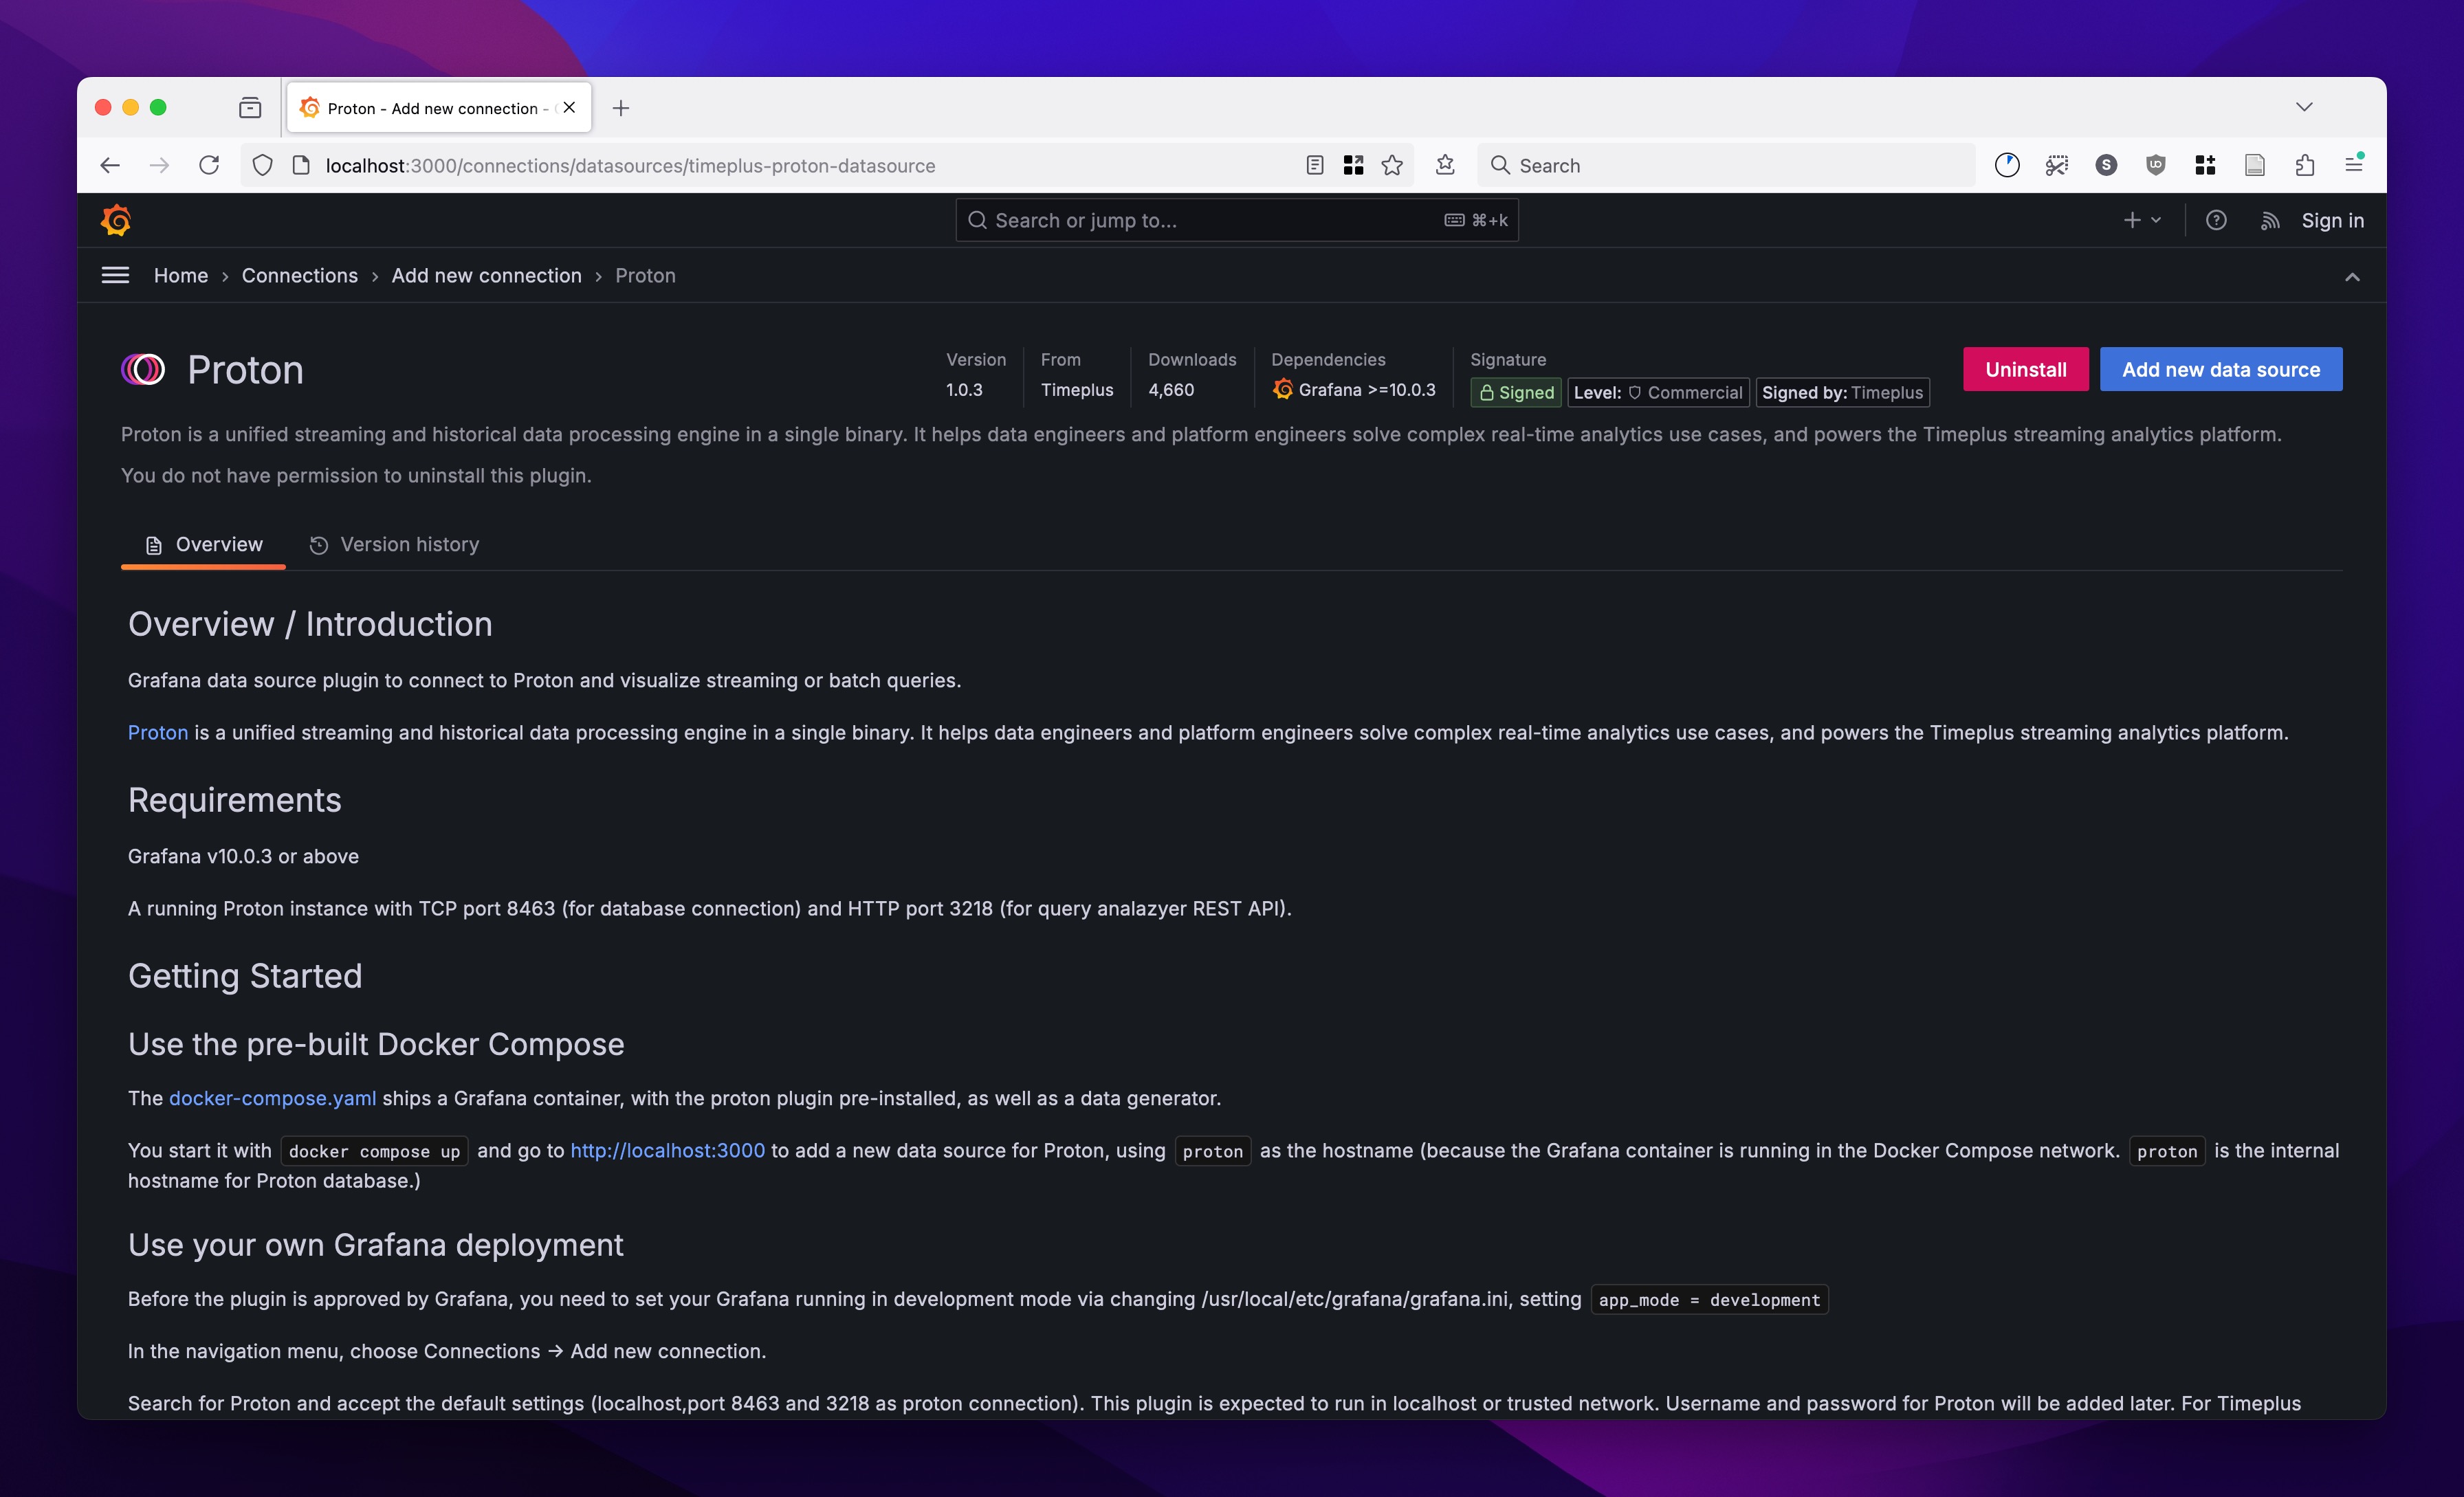 Proton - Add new connection -
localhost:3000/connections/datasources/timeplus-proton-datasource
Search
Search or jump to...
⌘+k
Sign in
Home › Connections › Add new connection › Proton
Proton
Version
1.0.3
From
Timeplus
Downloads
4,660
Dependencies
Grafana >=10.0.3
Signature
Signed
Level: Commercial
Signed by: Timeplus
Uninstall
Add new data source
Proton is a unified streaming and historical data processing engine in a single binary. It helps data engineers and platform engineers solve complex real-time analytics use cases, and powers the Timeplus streaming analytics platform.
You do not have permission to uninstall this plugin.
Overview
Version history
Overview / Introduction
Grafana data source plugin to connect to Proton and visualize streaming or batch queries.
Proton is a unified streaming and historical data processing engine in a single binary. It helps data engineers and platform engineers solve complex real-time analytics use cases, and powers the Timeplus streaming analytics platform.
Requirements
Grafana v10.0.3 or above
A running Proton instance with TCP port 8463 (for database connection) and HTTP port 3218 (for query analazyer REST API).
Getting Started
Use the pre-built Docker Compose
The docker-compose.yaml ships a Grafana container, with the proton plugin pre-installed, as well as a data generator.
You start it with docker compose up and go to http://localhost:3000 to add a new data source for Proton, using proton as the hostname (because the Grafana container is running in the Docker Compose network. proton is the internal
hostname for Proton database.)
Use your own Grafana deployment
Before the plugin is approved by Grafana, you need to set your Grafana running in development mode via changing /usr/local/etc/grafana/grafana.ini, setting app_mode = development
In the navigation menu, choose Connections → Add new connection.
Search for Proton and accept the default settings (localhost,port 8463 and 3218 as proton connection). This plugin is expected to run in localhost or trusted network. Username and password for Proton will be added later. For Timeplus